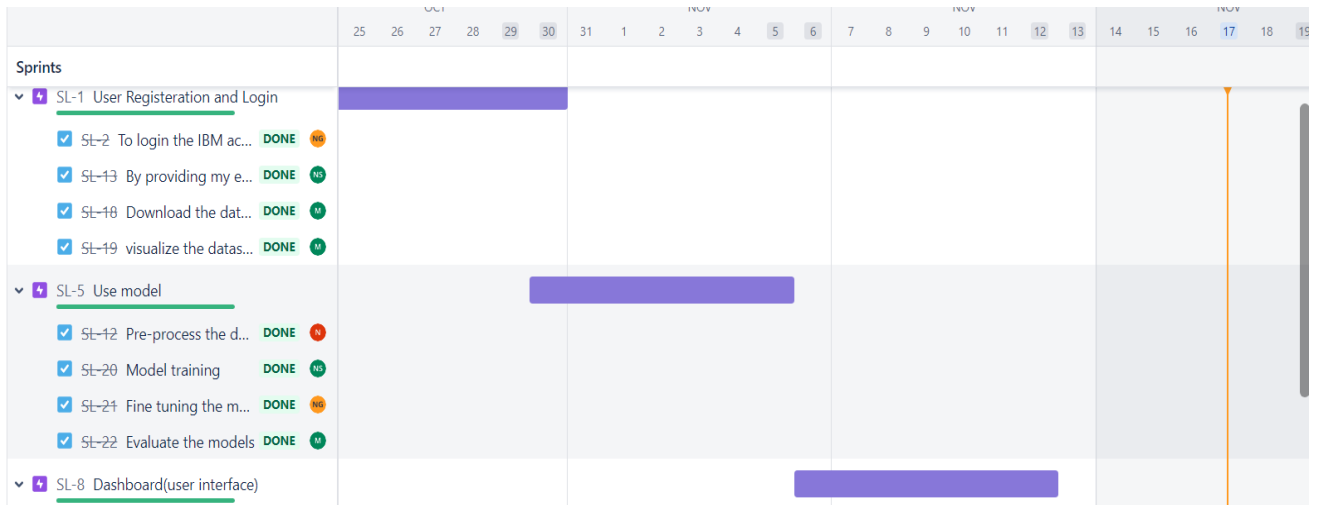 OCT NOV NOV NOV
25 26 27 28 29 30 31 1 2 3 4 5 6 7 8 9 10 11 12 13 14 15 16 17 18 19
Sprints
SL-1 User Registeration and Login
SL-2 To login the IBM ac... DONE NG
SL-13 By providing my e... DONE NS
SL-18 Download the dat... DONE M
SL-19 visualize the datas... DONE M
SL-5 Use model
SL-12 Pre-process the d... DONE N
SL-20 Model training DONE NS
SL-21 Fine tuning the m... DONE NG
SL-22 Evaluate the models DONE M
SL-8 Dashboard(user interface)